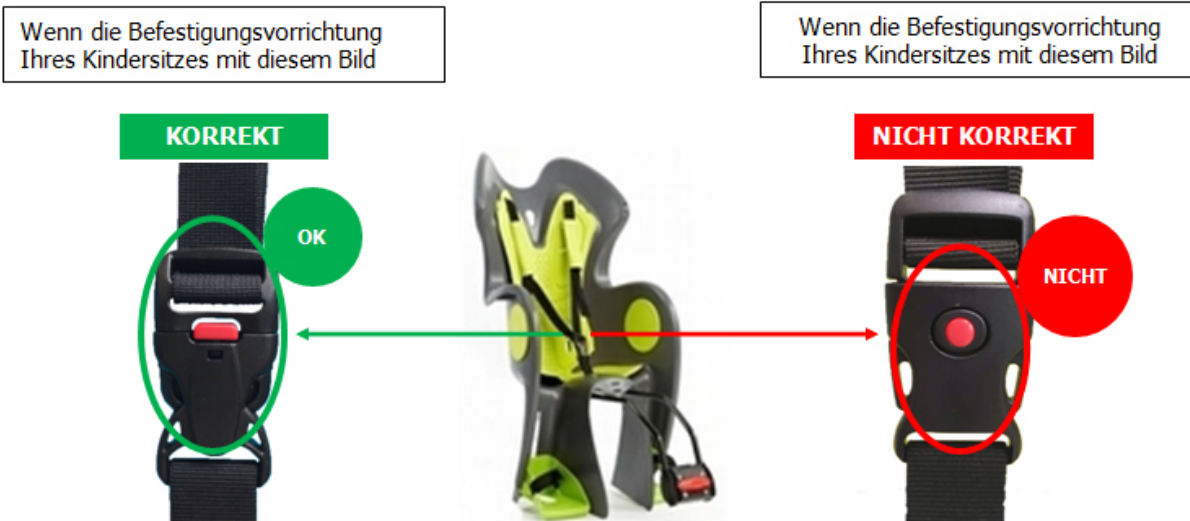 Wenn die Befestigungsvorrichtung
Ihres Kindersitzes mit diesem Bild
KORREKT
OK
Wenn die Befestigungsvorrichtung
Ihres Kindersitzes mit diesem Bild
NICHT KORREKT
NICHT